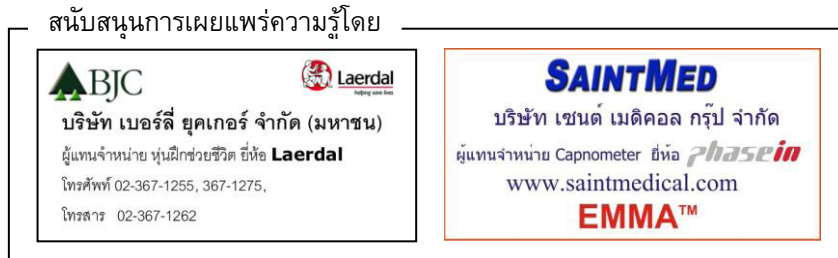 สนับสนุนการเผยแพร่ความรู้โดย
BJC
Laerdal
helping save lives
บริษัท เบอร์ลี่ ยุคเกอร์ จำกัด (มหาชน)
ผู้แทนจำหน่าย หุ่นฝึกช่วยชีวิต ยี่ห้อ Laerdal
โทรศัพท์ 02-367-1255, 367-1275,
โทรสาร 02-367-1262
SAINTMED
บริษัท เซนต์ เมดิคอล กรุ๊ป จำกัด
ผู้แทนจำหน่าย Capnometer ยี่ห้อ phasein
www.saintmedical.com
EMMA™